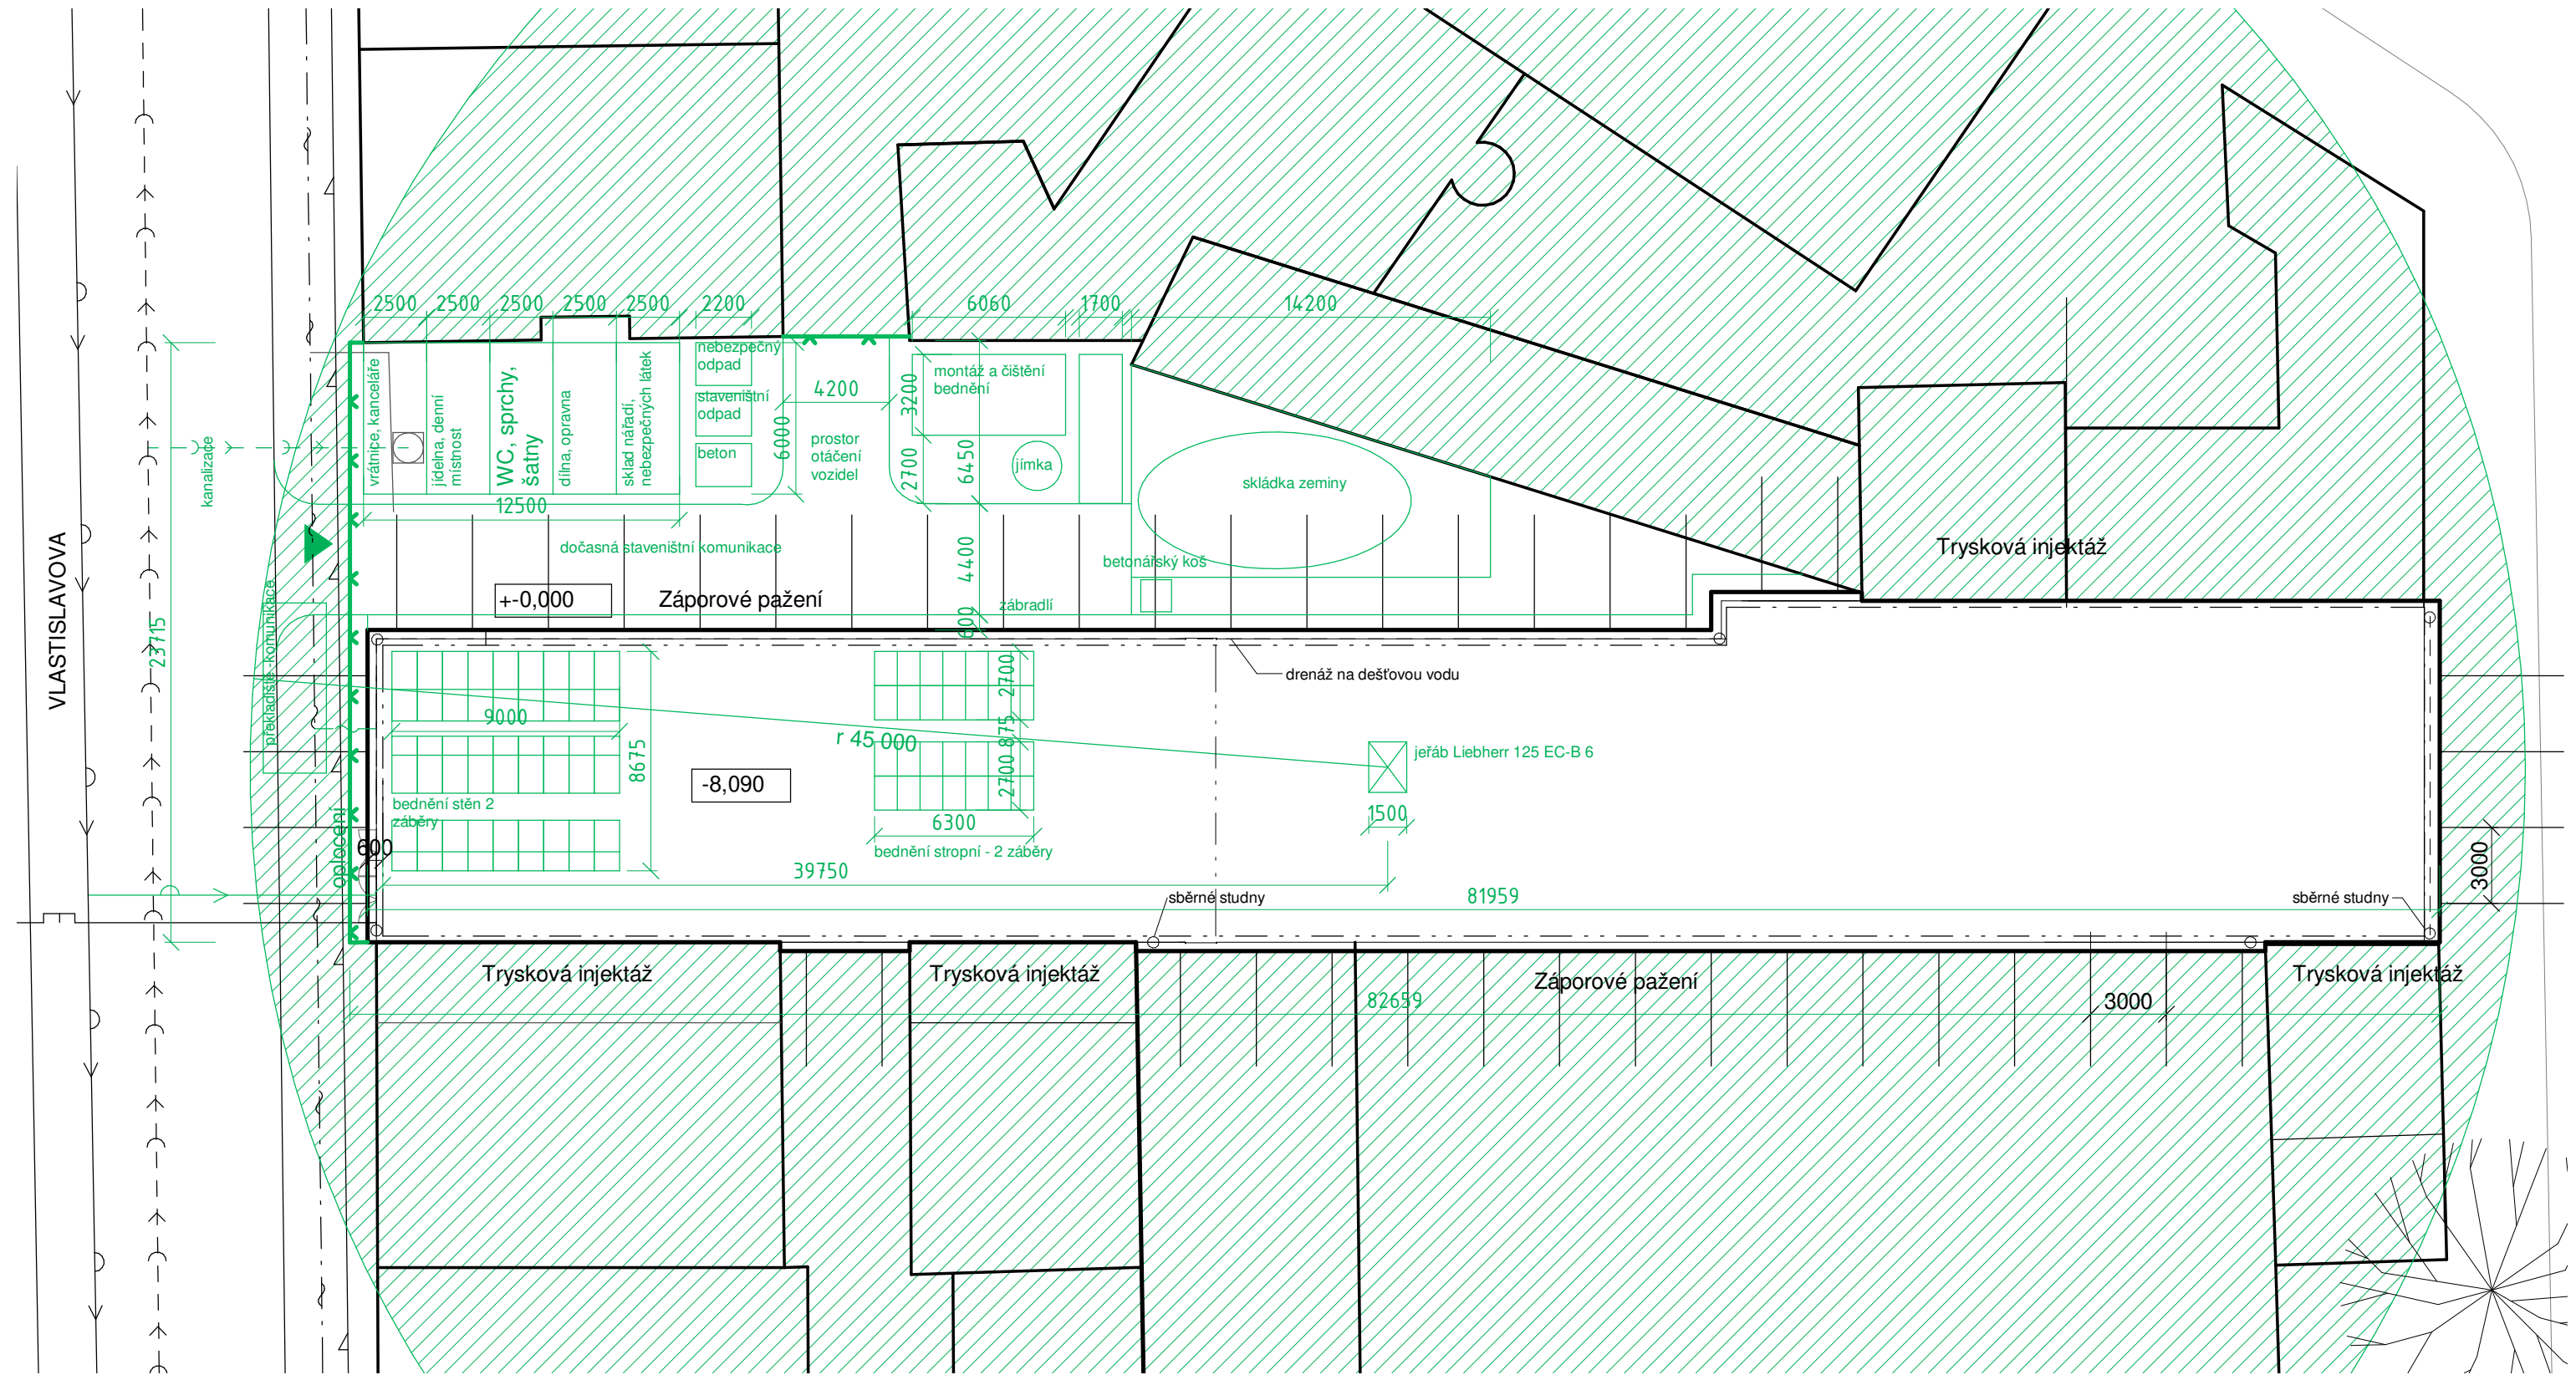 2500
2500
2500
2500
2500
2200
6060
1700
14200
vrátnice, kanceláře
jídelna, denní
místnost
WC, sprchy,
šatny
dílna, opravna
sklad nářadí,
nebezpečných látek
nebezpečný
odpad
staveništní
odpad
beton
6000
4200
prostor
otáčení
vozidel
3200
2700
montáž a čištění
bednění
6450
jímka
skládka zeminy
kanalizace
12500
dočasná staveništní komunikace
4400
betonářský koš
Trysková injektáž
VLASTISLAVOVA
23715
překladiště-komunikace
+-0,000
Záporové pažení
600
zábradlí
drenáž na dešťovou vodu
9000
8675
2700
875
2700
r 45 000
-8,090
jeřáb Liebherr 125 EC-B 6
bednění stěn 2
záběry
oplocení
600
6300
1500
bednění stropní - 2 záběry
39750
3000
81959
sběrné studny
sběrné studny
Trysková injektáž
Trysková injektáž
Záporové pažení
Trysková injektáž
82659
3000